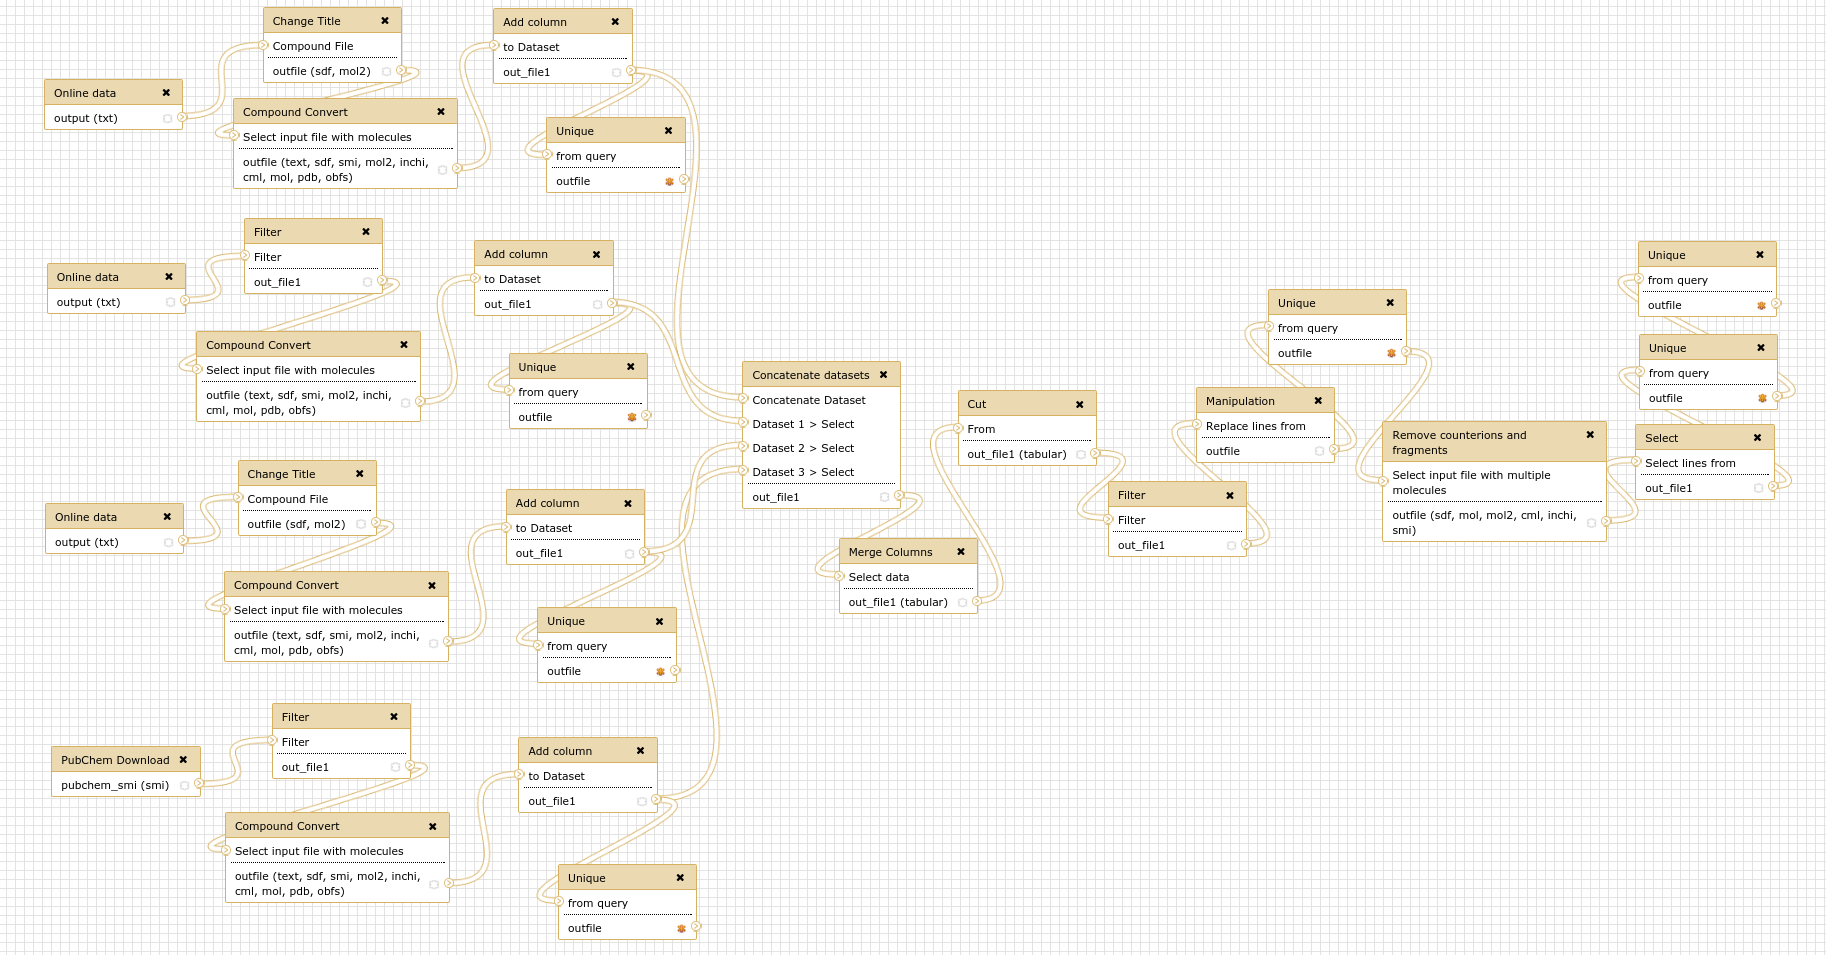 Change Title
Compound File
outfile (sdf, mol2)
Add column
to Dataset
out_file1
Online data
output (txt)
Compound Convert
Select input file with molecules
outfile (text, sdf, smi, mol2, inchi,
cml, mol, pdb, obfs)
Unique
from query
outfile
Filter
Filter
out_file1
Online data
output (txt)
Add column
to Dataset
out_file1
Compound Convert
Select input file with molecules
outfile (text, sdf, smi, mol2, inchi,
cml, mol, pdb, obfs)
Unique
from query
outfile
Change Title
Compound File
outfile (sdf, mol2)
Online data
output (txt)
Add column
to Dataset
out_file1
Compound Convert
Select input file with molecules
outfile (text, sdf, smi, mol2, inchi,
cml, mol, pdb, obfs)
Unique
from query
outfile
Filter
Filter
out_file1
PubChem Download
pubchem_smi (smi)
Add column
to Dataset
out_file1
Compound Convert
Select input file with molecules
outfile (text, sdf, smi, mol2, inchi,
cml, mol, pdb, obfs)
Unique
from query
outfile
Concatenate datasets
Concatenate Dataset
Dataset 1 > Select
Dataset 2 > Select
Dataset 3 > Select
out_file1
Merge Columns
Select data
out_file1 (tabular)
Cut
From
out_file1 (tabular)
Filter
Filter
out_file1
Manipulation
Replace lines from
outfile
Unique
from query
outfile
Remove counterions and
fragments
Select input file with multiple
molecules
outfile (sdf, mol, mol2, cml, inchi,
smi)
Select
Select lines from
out_file1
Unique
from query
outfile
Unique
from query
outfile